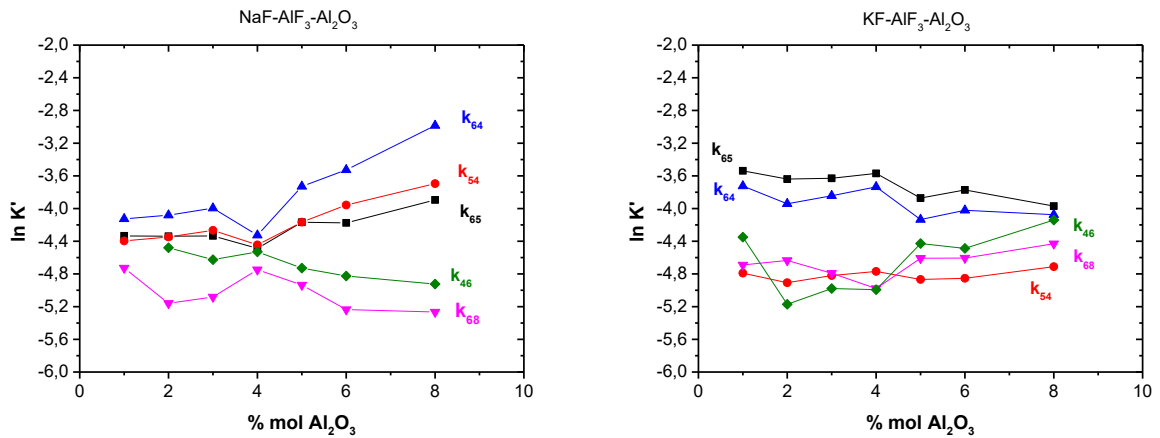 NaF-AlF₃-Al₂O₃
ln K'
-2,0
-2,4
-2,8
-3,2
-3,6
-4,0
-4,4
-4,8
-5,2
-5,6
-6,0
k₆₄
k₅₄
k₆₅
k₄₆
k₆₈
0 2 4 6 8 10
% mol Al₂O₃
KF-AlF₃-Al₂O₃
ln K'
-2,0
-2,4
-2,8
-3,2
-3,6
-4,0
-4,4
-4,8
-5,2
-5,6
-6,0
k₆₅
k₆₄
k₄₆
k₆₈
k₅₄
0 2 4 6 8 10
% mol Al₂O₃